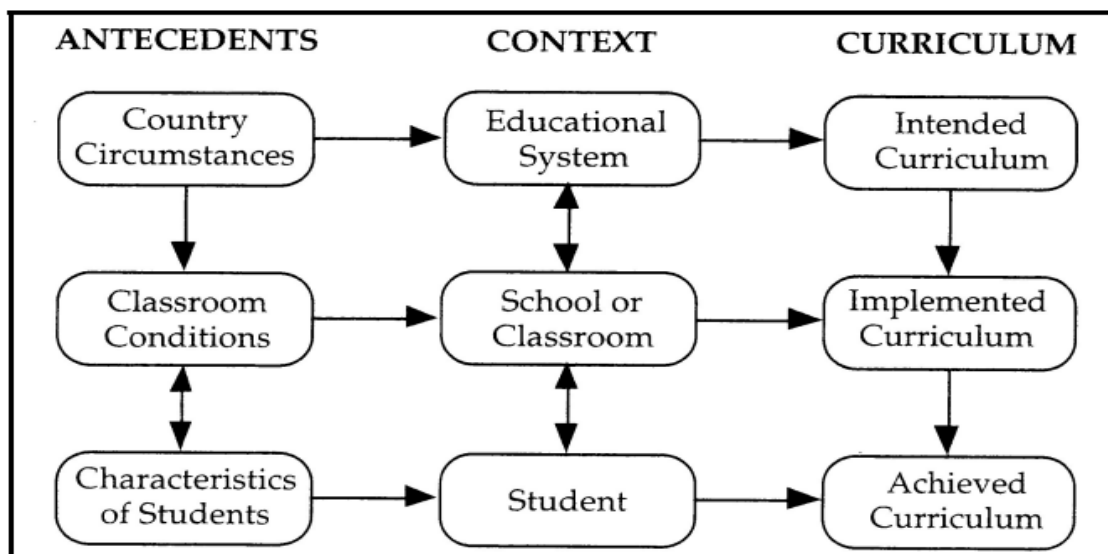 ANTECEDENTS
CONTEXT
CURRICULUM
Country
Circumstances
Educational
System
Intended
Curriculum
Classroom
Conditions
School or
Classroom
Implemented
Curriculum
Characteristics
of Students
Student
Achieved
Curriculum